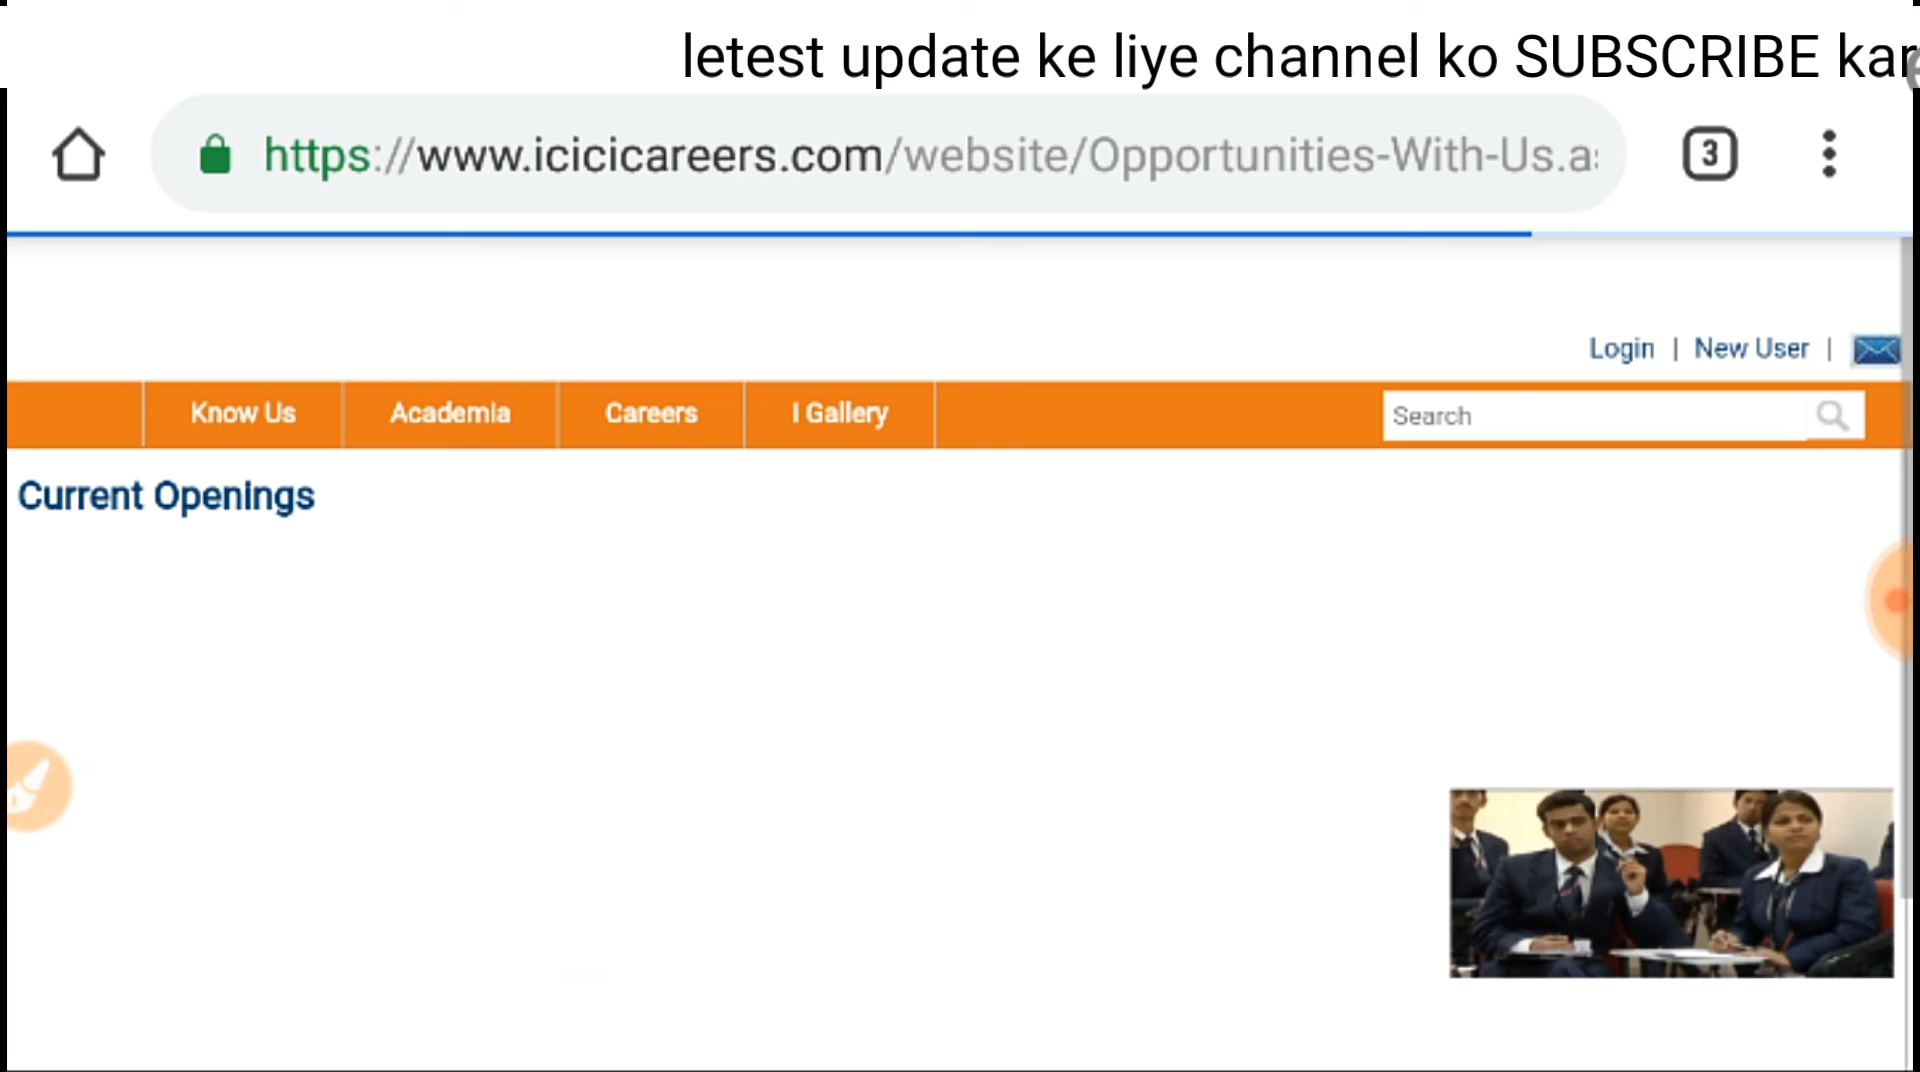 letest update ke liye channel ko SUBSCRIBE kar
https://www.icicicareers.com/website/Opportunities-With-Us.a
3
Login | New User |
Know Us Academia Careers I Gallery Search
Current Openings